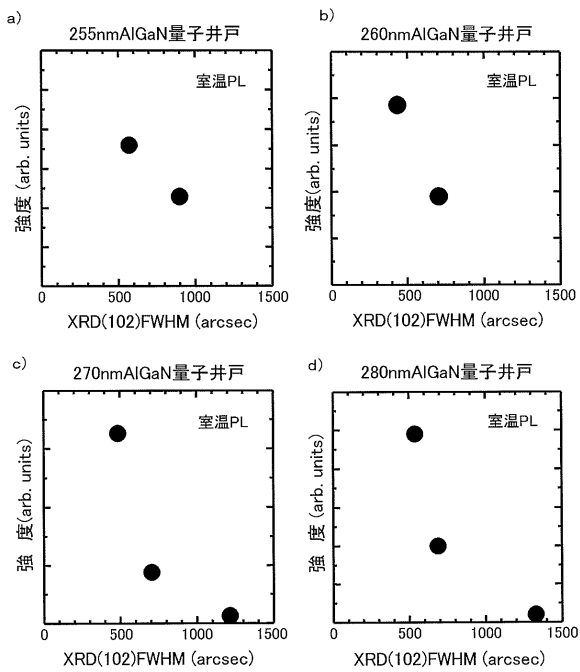 a)
255nmAlGaN量子井戸
室温PL
強度 (arb. units)
0 500 1000 1500
XRD(102)FWHM (arcsec)
b)
260nmAlGaN量子井戸
室温PL
強 度(arb. units)
0 500 1000 1500
XRD(102)FWHM (arcsec)
c)
270nmAlGaN量子井戸
室温PL
強 度(arb. units)
0 500 1000 1500
XRD(102)FWHM (arcsec)
d)
280nmAlGaN量子井戸
室温PL
強 度 (arb. units)
0 500 1000 1500
XRD(102)FWHM (arcsec)